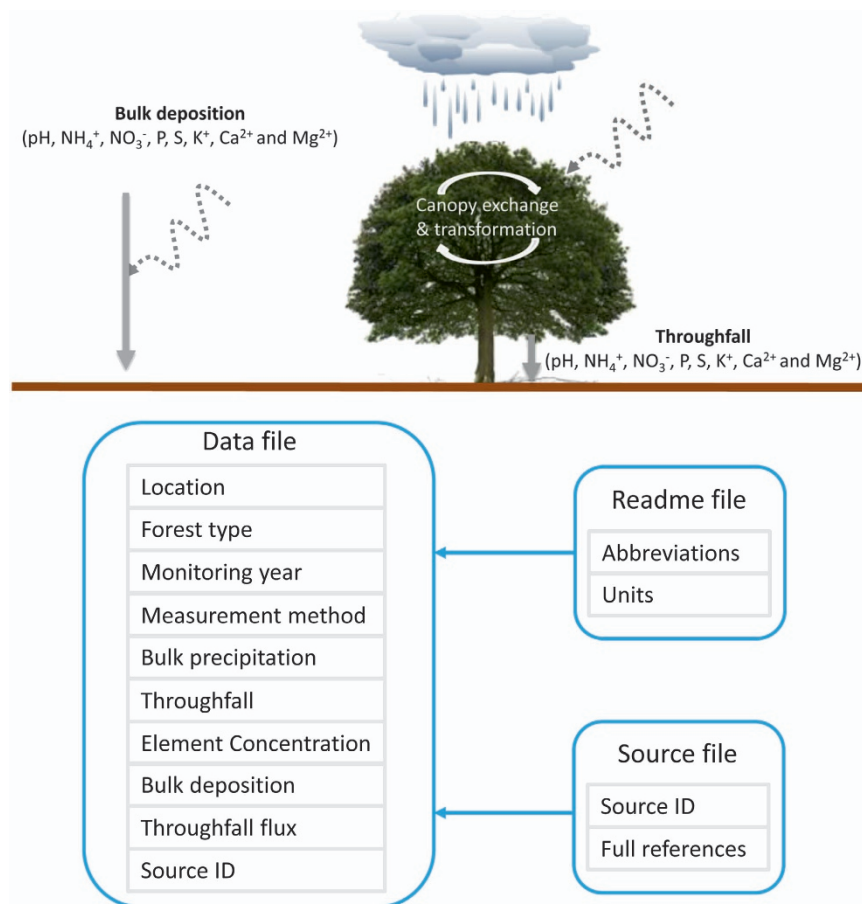 Bulk deposition
(pH, NH₄⁺, NO₃⁻, P, S, K⁺, Ca²⁺ and Mg²⁺)
Canopy exchange
& transformation
Throughfall
(pH, NH₄⁺, NO₃⁻, P, S, K⁺, Ca²⁺ and Mg²⁺)
Data file
Location
Forest type
Monitoring year
Measurement method
Bulk precipitation
Throughfall
Element Concentration
Bulk deposition
Throughfall flux
Source ID
Readme file
Abbreviations
Units
Source file
Source ID
Full references